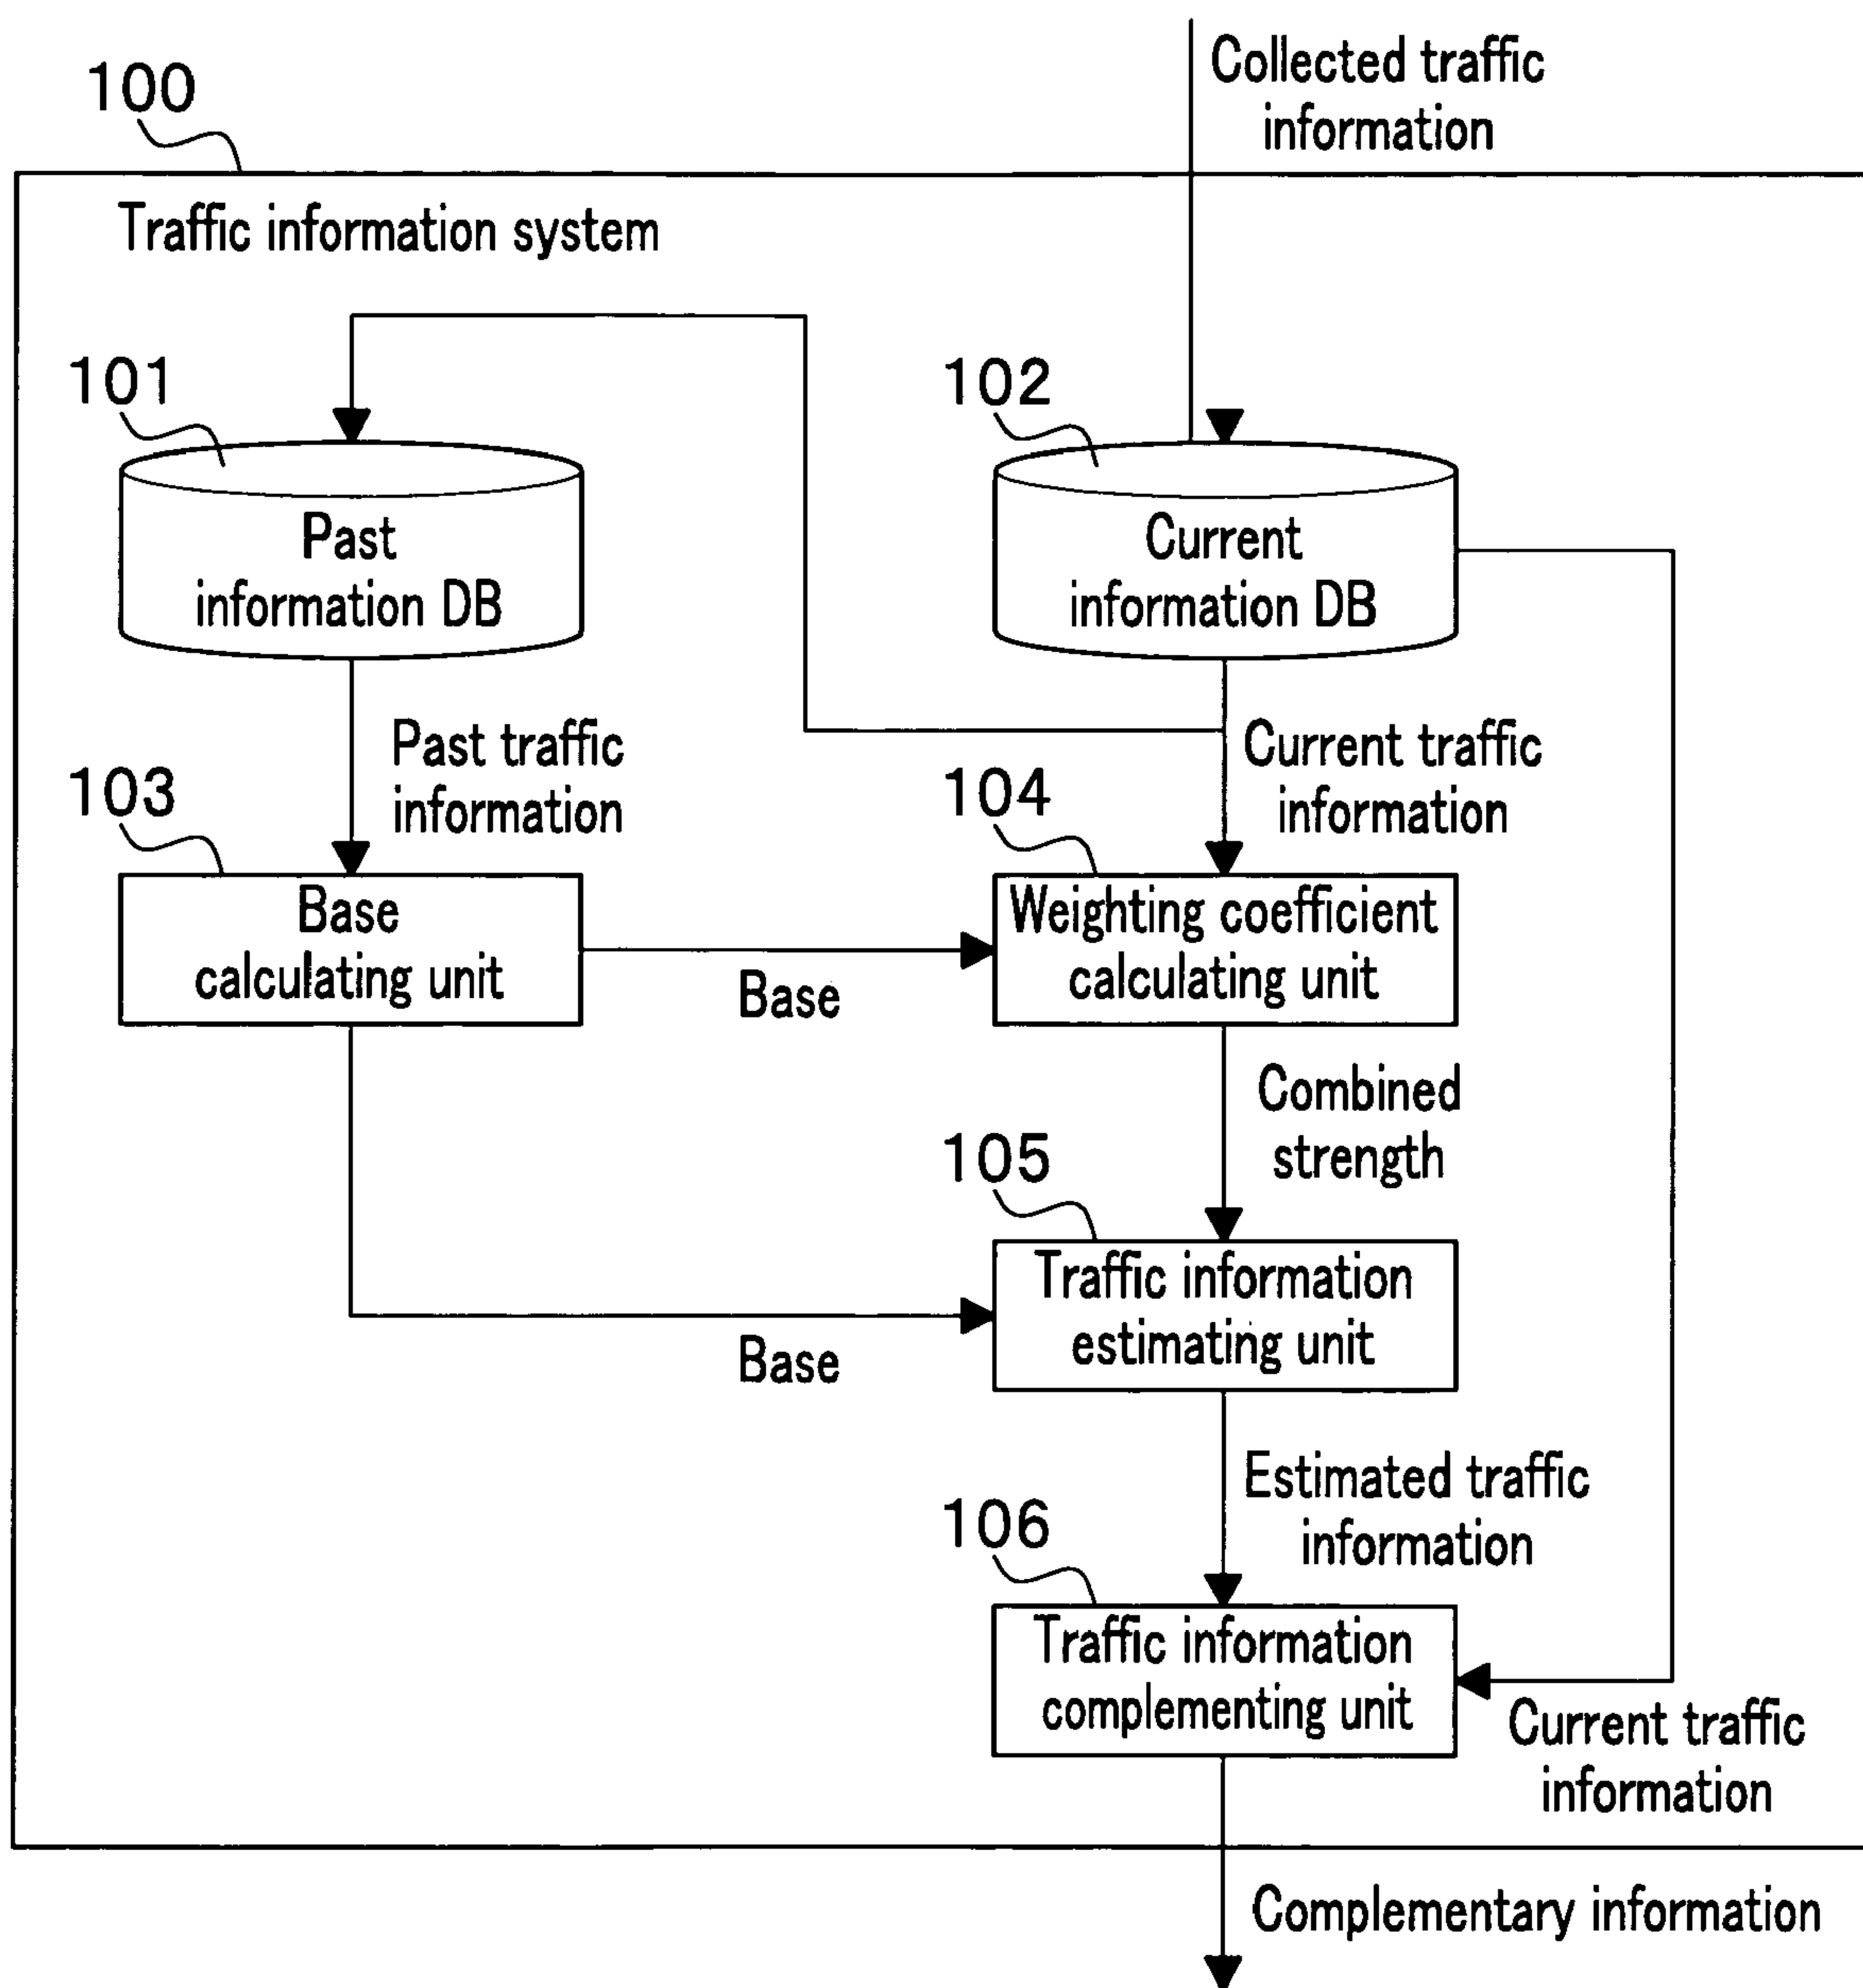 Collected traffic
information
100
Traffic information system
101
102
Past
information DB
Current
information DB
Past traffic
information
Current traffic
information
103
104
Base
calculating unit
Weighting coefficient
calculating unit
Base
Combined
strength
105
Traffic information
estimating unit
Base
Estimated traffic
information
106
Traffic information
complementing unit
Current traffic
information
Complementary information